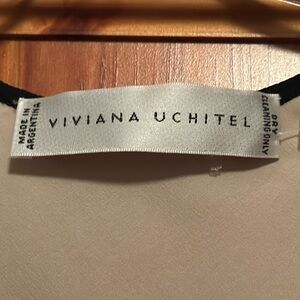 MADE IN
ARGENTINA
VIVIANA UCHITEL
DRY
CLEANING ONLY